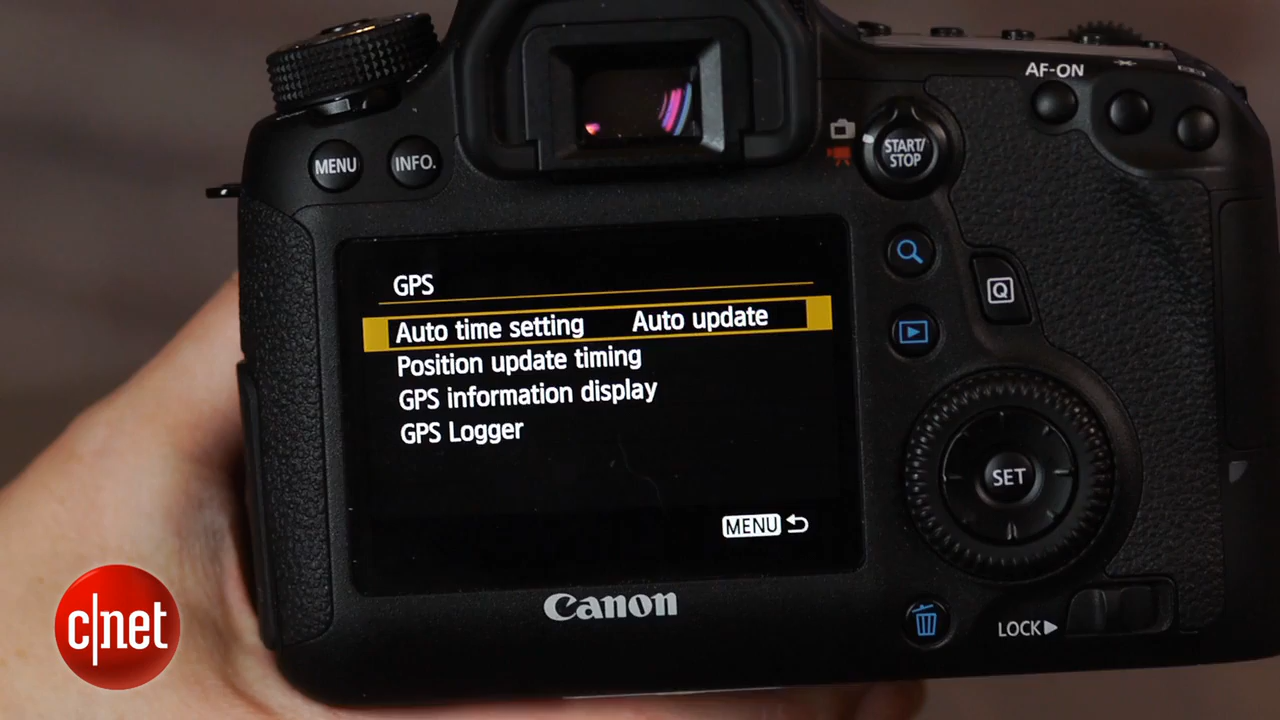 AF-ON
MENU
INFO.
START/
STOP
Q
GPS
Auto time setting Auto update
Position update timing
GPS information display
GPS Logger
MENU
SET
Canon
LOCK
c|net